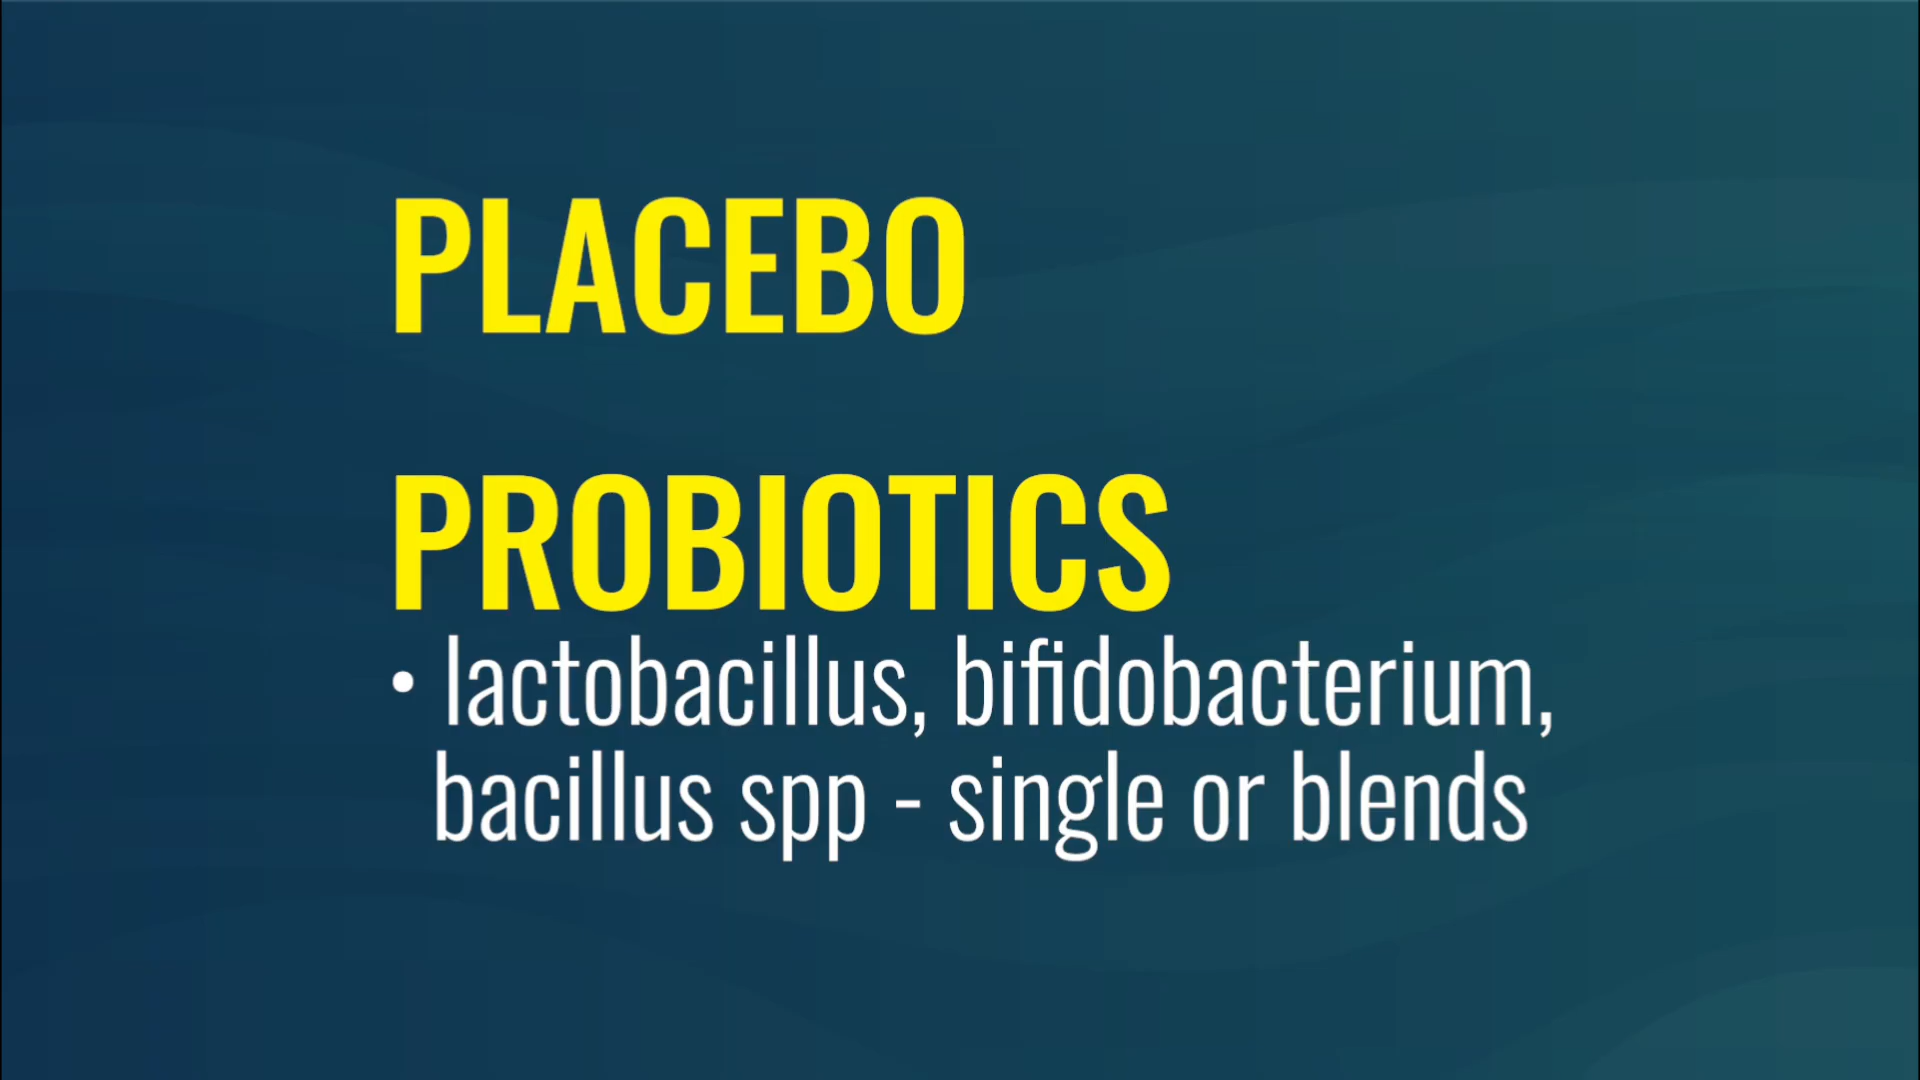 PLACEBO
PROBIOTICS
• lactobacillus, bifidobacterium,
bacillus spp - single or blends